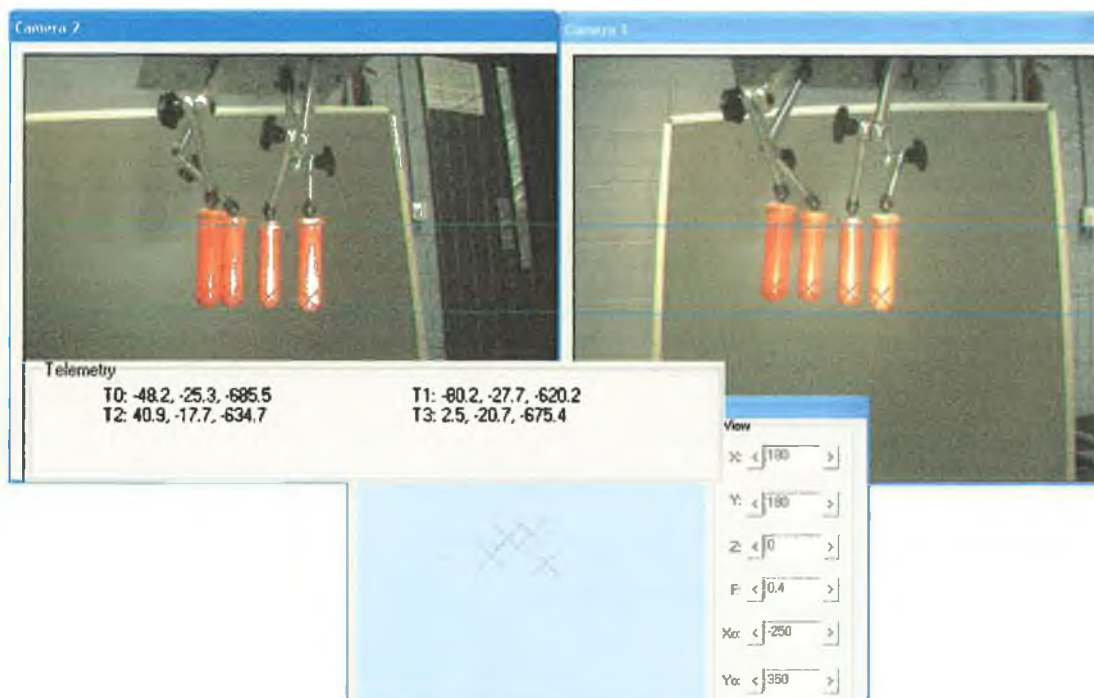 Camera 2
Camera 1
Telemetry
T0: -48.2, -25.3, -685.5
T1: -80.2, -27.7, -620.2
T2: 40.9, -17.7, -634.7
T3: 2.5, -20.7, -675.4
View
X: < 180 >
Y: < 180 >
Z: < 0 >
F: < 0.4 >
Xo: < -250 >
Yo: < 350 >